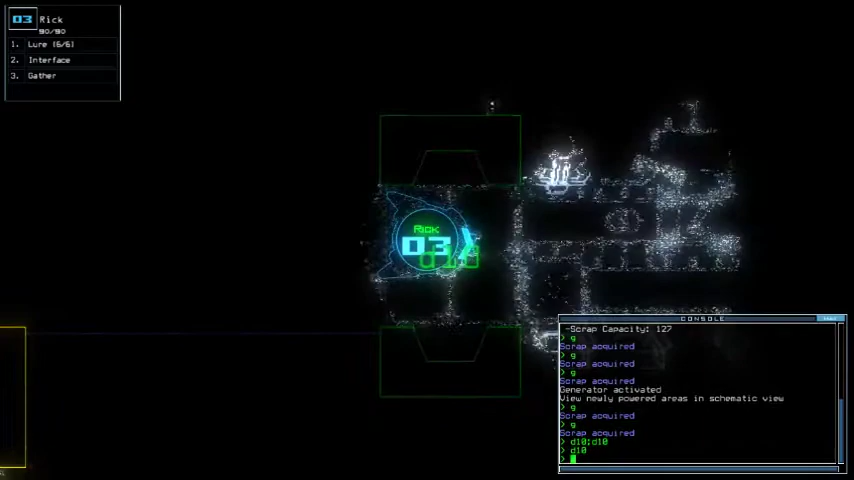 03 Rick
90/90
1. Lure [6/6]
2. Interface
3. Gather
Rick
03
d10
CONSOLE
-Scrap Capacity: 127
> g
Scrap acquired
> g
Scrap acquired
> g
Scrap acquired
Generator activated
View newly powered areas in schematic view
> g
Scrap acquired
> g
Scrap acquired
> d10;d10
> d10
>